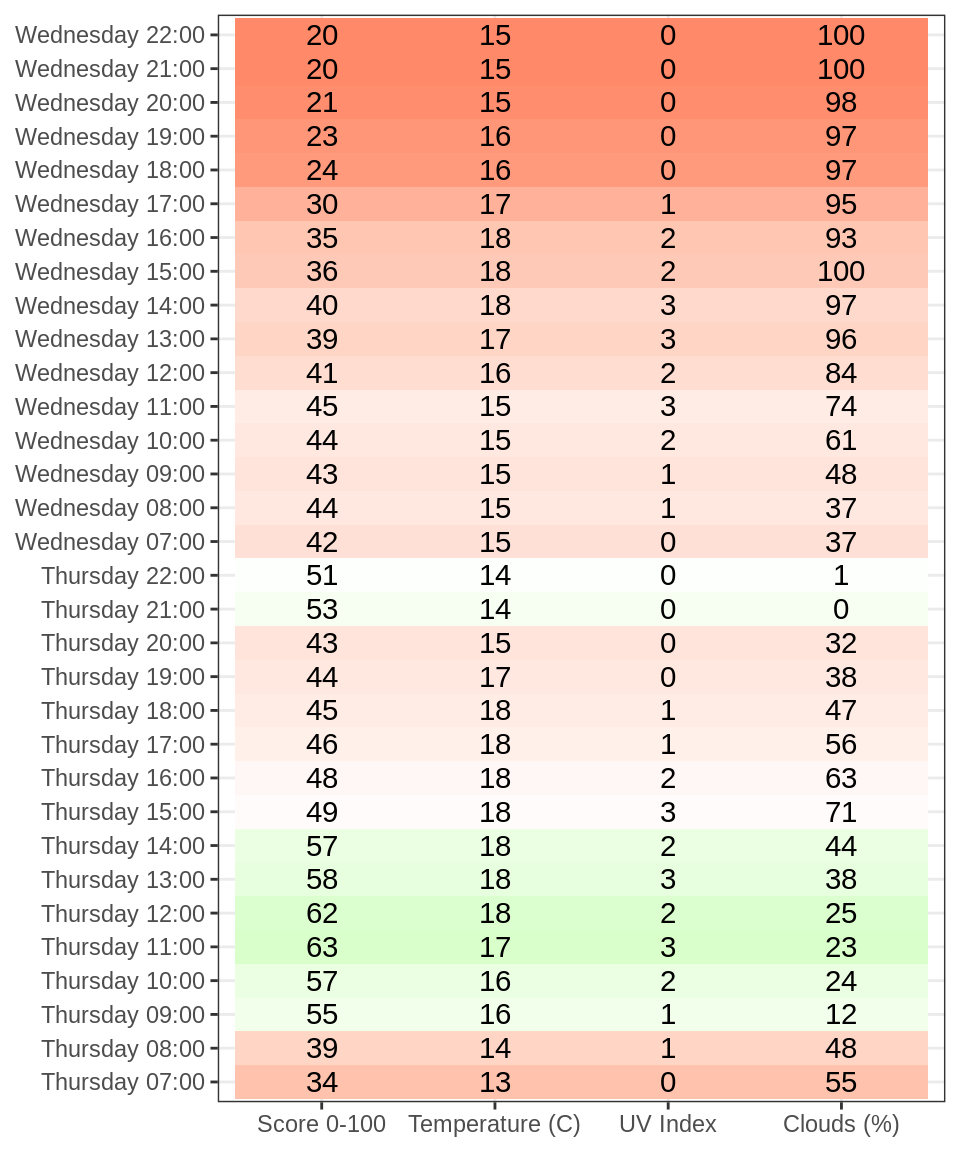 Wednesday 22:00 20 15 0 100
Wednesday 21:00 20 15 0 100
Wednesday 20:00 21 15 0 98
Wednesday 19:00 23 16 0 97
Wednesday 18:00 24 16 0 97
Wednesday 17:00 30 17 1 95
Wednesday 16:00 35 18 2 93
Wednesday 15:00 36 18 2 100
Wednesday 14:00 40 18 3 97
Wednesday 13:00 39 17 3 96
Wednesday 12:00 41 16 2 84
Wednesday 11:00 45 15 3 74
Wednesday 10:00 44 15 2 61
Wednesday 09:00 43 15 1 48
Wednesday 08:00 44 15 1 37
Wednesday 07:00 42 15 0 37
Thursday 22:00 51 14 0 1
Thursday 21:00 53 14 0 0
Thursday 20:00 43 15 0 32
Thursday 19:00 44 17 0 38
Thursday 18:00 45 18 1 47
Thursday 17:00 46 18 1 56
Thursday 16:00 48 18 2 63
Thursday 15:00 49 18 3 71
Thursday 14:00 57 18 2 44
Thursday 13:00 58 18 3 38
Thursday 12:00 62 18 2 25
Thursday 11:00 63 17 3 23
Thursday 10:00 57 16 2 24
Thursday 09:00 55 16 1 12
Thursday 08:00 39 14 1 48
Thursday 07:00 34 13 0 55
Score 0-100 Temperature (C) UV Index Clouds (%)